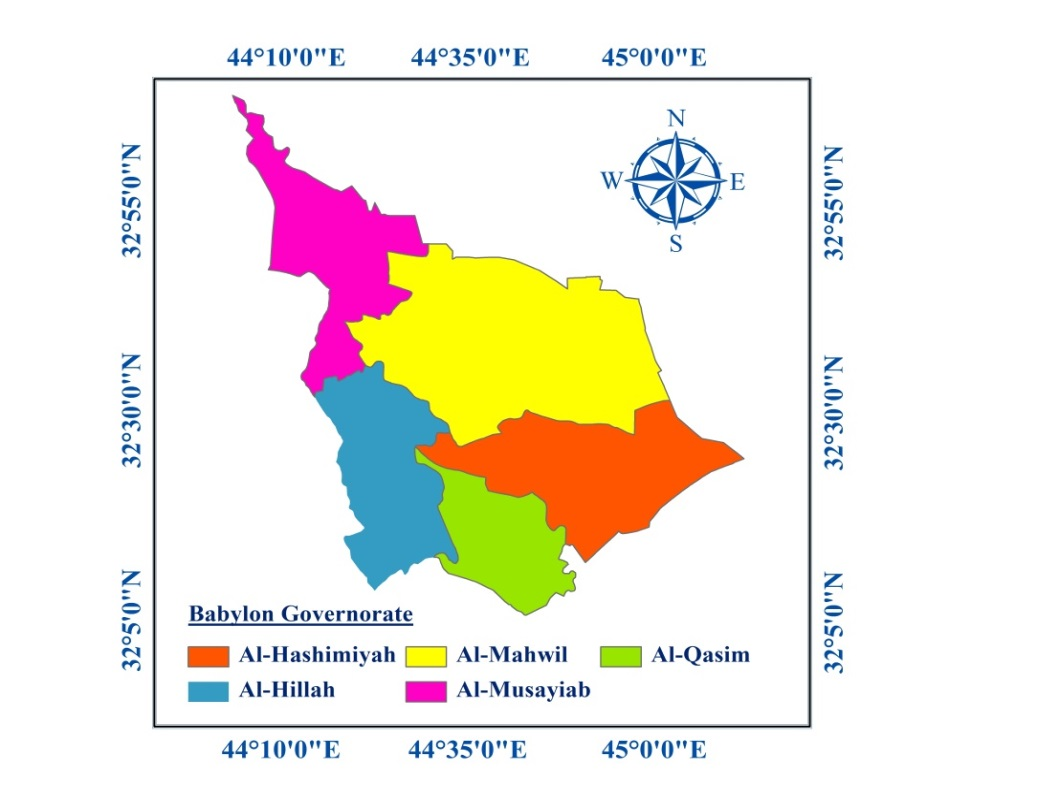 44°10'0"E 44°35'0"E 45°0'0"E
N
W E
S
32°55'0"N 32°55'0"N
32°30'0"N 32°30'0"N
32°5'0"N 32°5'0"N
Babylon Governorate
Al-Hashimiyah Al-Mahwil Al-Qasim
Al-Hillah Al-Musayiab
44°10'0"E 44°35'0"E 45°0'0"E